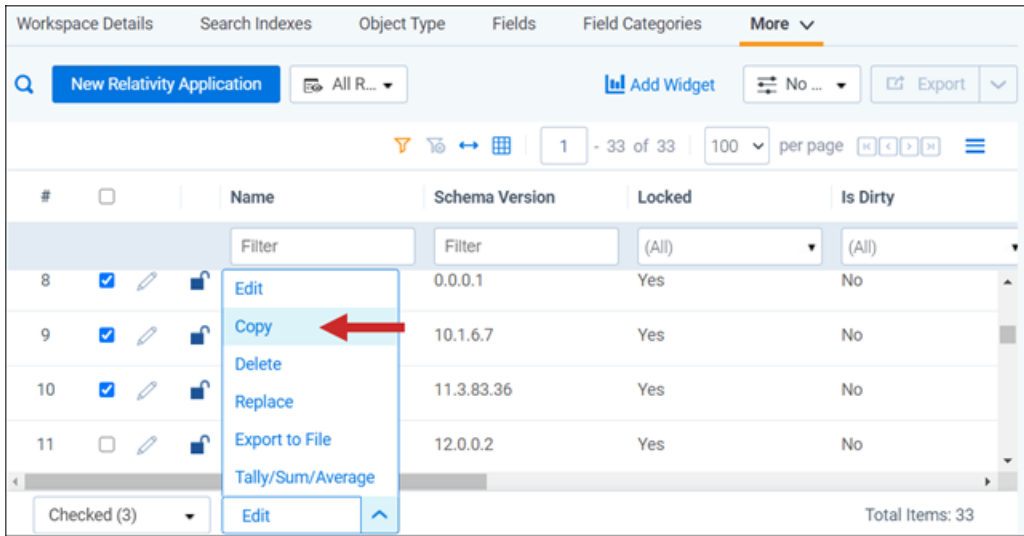 Workspace Details Search Indexes Object Type Fields Field Categories More
New Relativity Application All R... Add Widget No ... Export
1 - 33 of 33 100 per page
# Name Schema Version Locked Is Dirty
Filter Filter (All) (All)
8 Edit 0.0.0.1 Yes No
Copy
9 10.1.6.7 Yes No
Delete
10 11.3.83.36 Yes No
Replace
11 Export to File 12.0.0.2 Yes No
Tally/Sum/Average
Checked (3) Edit Total Items: 33